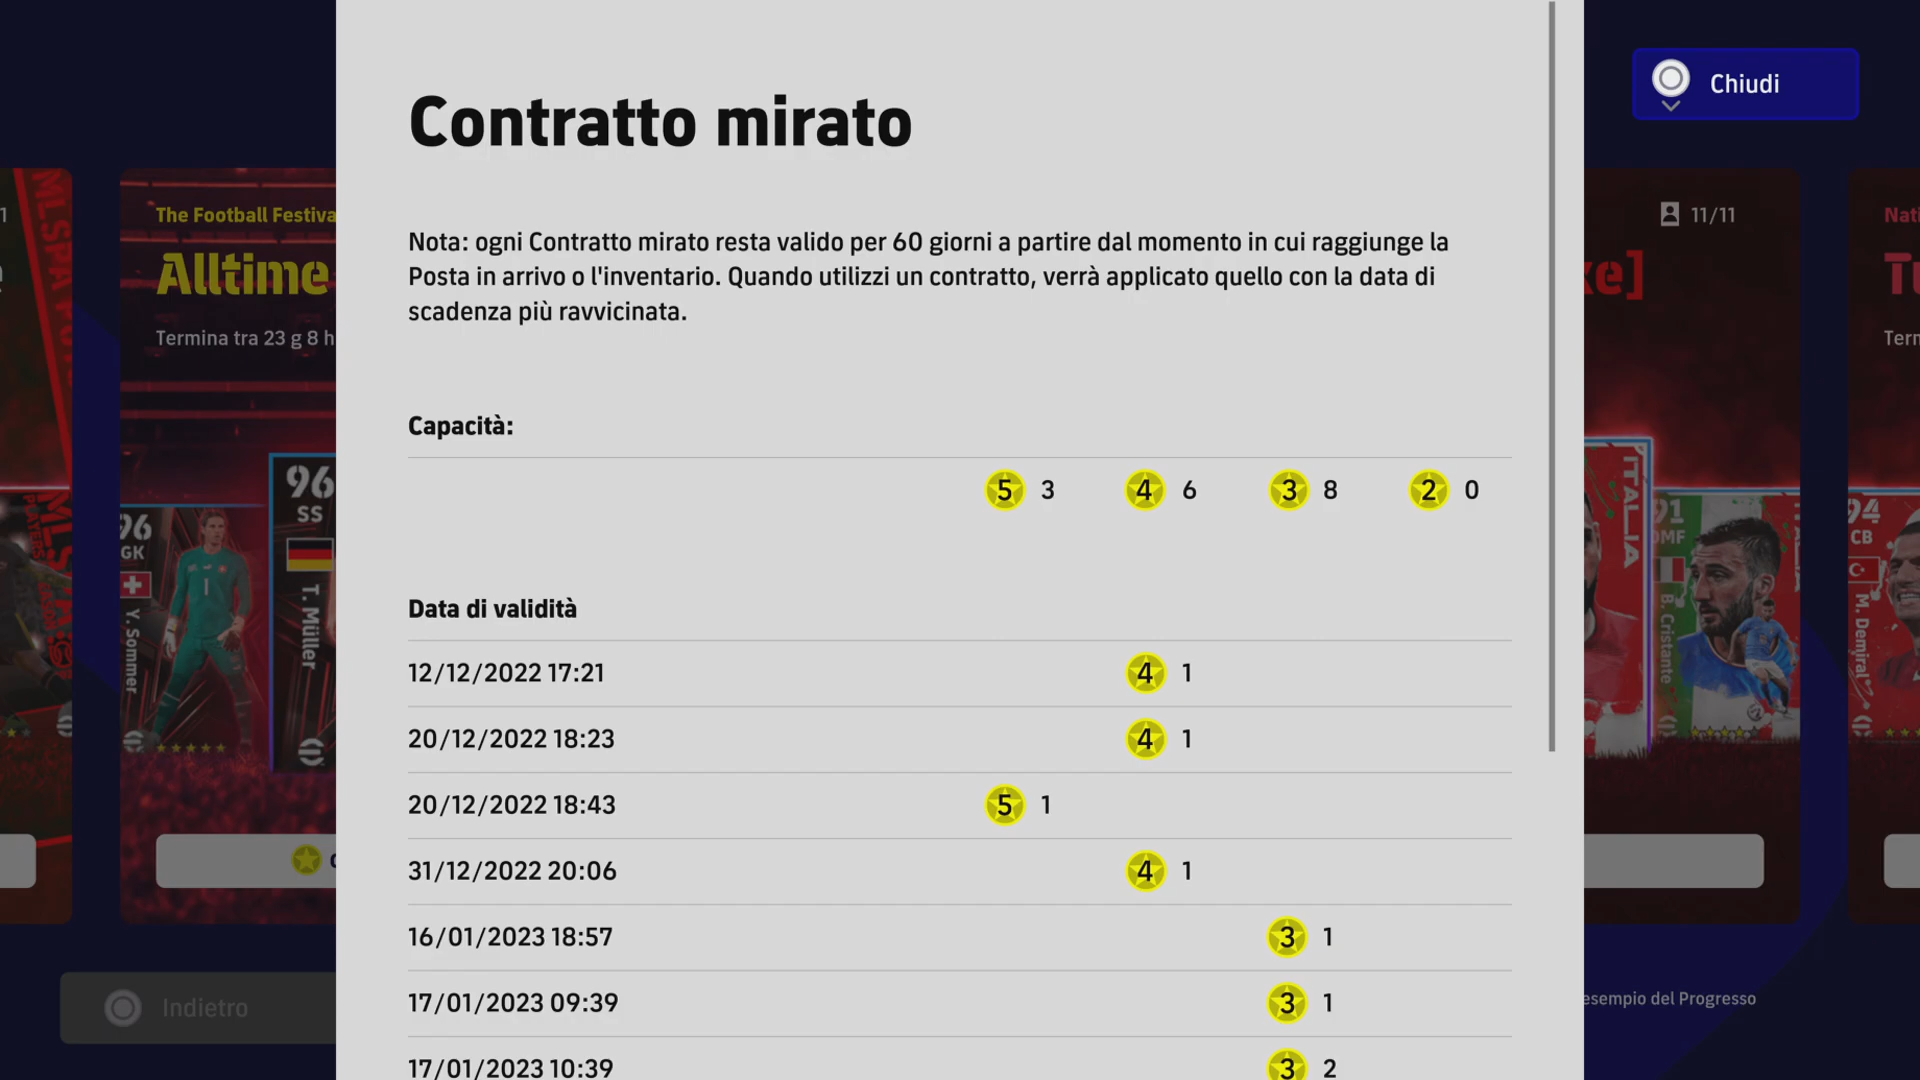 Contratto mirato
Chiudi
Nota: ogni Contratto mirato resta valido per 60 giorni a partire dal momento in cui raggiunge la
Posta in arrivo o l'inventario. Quando utilizzi un contratto, verrà applicato quello con la data di
scadenza più ravvicinata.
The Football Festiva
Alltime
Termina tra 23 g 8 h
11/11
Capacità:
5 3 4 6 3 8 2 0
Data di validità
12/12/2022 17:21 4 1
20/12/2022 18:23 4 1
20/12/2022 18:43 5 1
31/12/2022 20:06 4 1
16/01/2023 18:57 3 1
17/01/2023 09:39 3 1
17/01/2023 10:39 3 2
96
GK
Y. Sommer
1
96
SS
T. Müller
ITALIA
91
DMF
B. Cristante
94
CB
M. Demiral
Indietro
esempio del Progresso